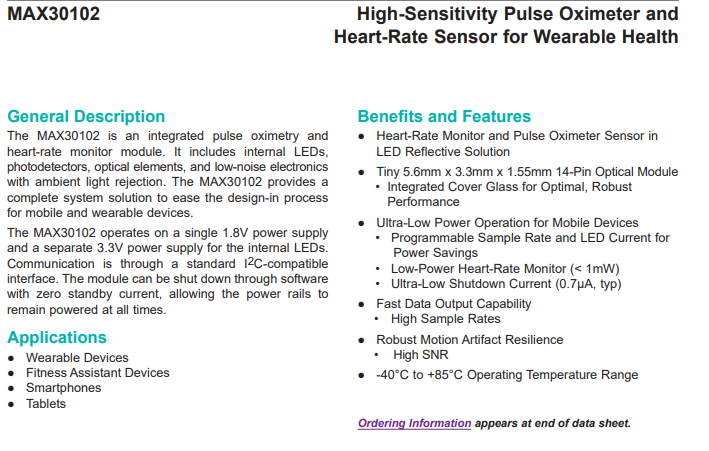 MAX30102
High-Sensitivity Pulse Oximeter and
Heart-Rate Sensor for Wearable Health
General Description
The MAX30102 is an integrated pulse oximetry and
heart-rate monitor module. It includes internal LEDs,
photodetectors, optical elements, and low-noise electronics
with ambient light rejection. The MAX30102 provides a
complete system solution to ease the design-in process
for mobile and wearable devices.
The MAX30102 operates on a single 1.8V power supply
and a separate 3.3V power supply for the internal LEDs.
Communication is through a standard I2C-compatible
interface. The module can be shut down through software
with zero standby current, allowing the power rails to
remain powered at all times.
Applications
● Wearable Devices
● Fitness Assistant Devices
● Smartphones
● Tablets
Benefits and Features
● Heart-Rate Monitor and Pulse Oximeter Sensor in
LED Reflective Solution
● Tiny 5.6mm x 3.3mm x 1.55mm 14-Pin Optical Module
• Integrated Cover Glass for Optimal, Robust
Performance
● Ultra-Low Power Operation for Mobile Devices
• Programmable Sample Rate and LED Current for
Power Savings
• Low-Power Heart-Rate Monitor (< 1mW)
• Ultra-Low Shutdown Current (0.7µA, typ)
● Fast Data Output Capability
• High Sample Rates
● Robust Motion Artifact Resilience
• High SNR
● -40°C to +85°C Operating Temperature Range
Ordering Information appears at end of data sheet.